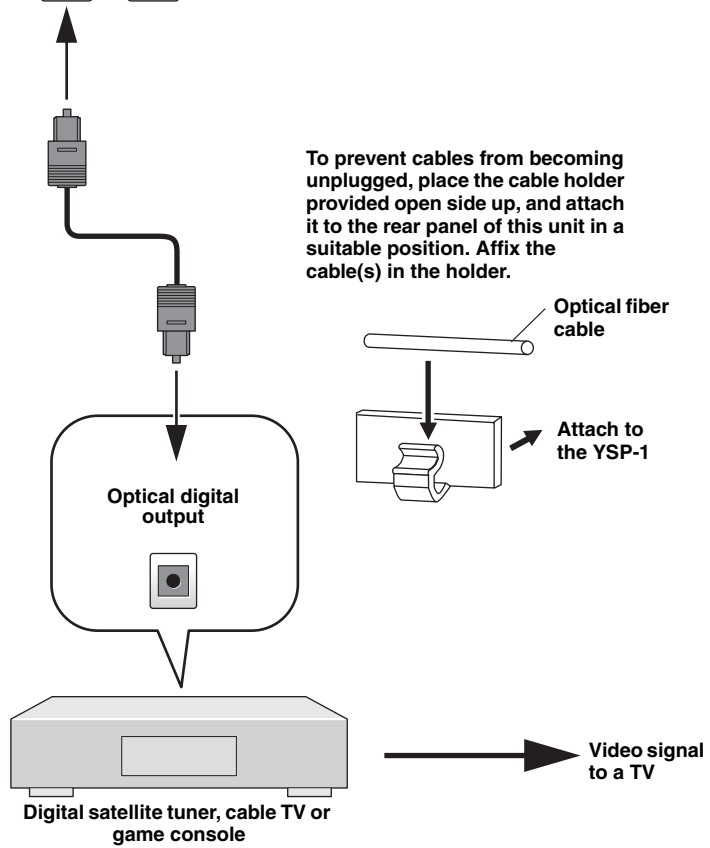 To prevent cables from becoming
unplugged, place the cable holder
provided open side up, and attach
it to the rear panel of this unit in a
suitable position. Affix the
cable(s) in the holder.
Optical fiber
cable
Attach to
the YSP-1
Optical digital
output
Video signal
to a TV
Digital satellite tuner, cable TV or
game console